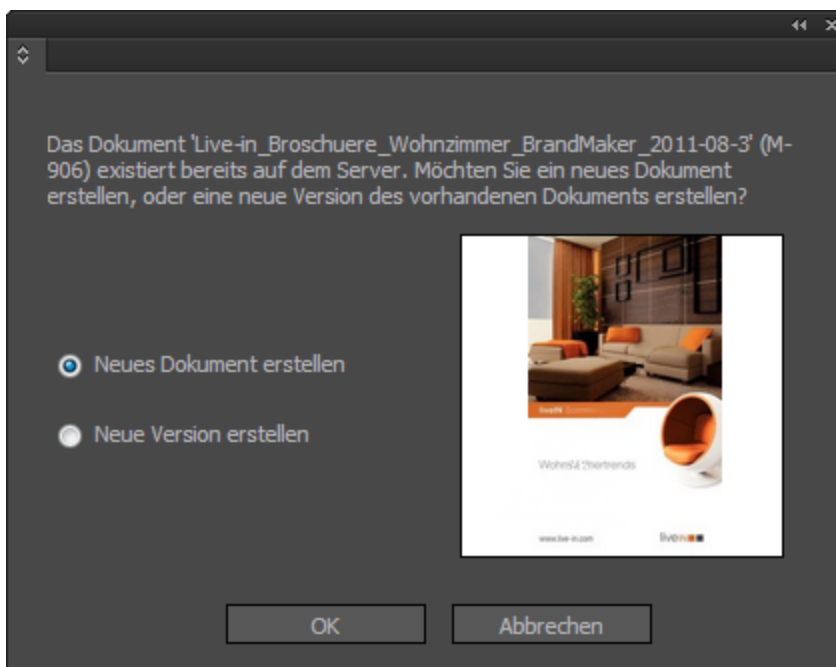 Das Dokument 'Live-in_Broschuere_Wohnzimmer_BrandMaker_2011-08-3' (M-
906) existiert bereits auf dem Server. Möchten Sie ein neues Dokument
erstellen, oder eine neue Version des vorhandenen Dokuments erstellen?
Neues Dokument erstellen
Neue Version erstellen
liveIN
www.live-in.com
liveIN
OK
Abbrechen